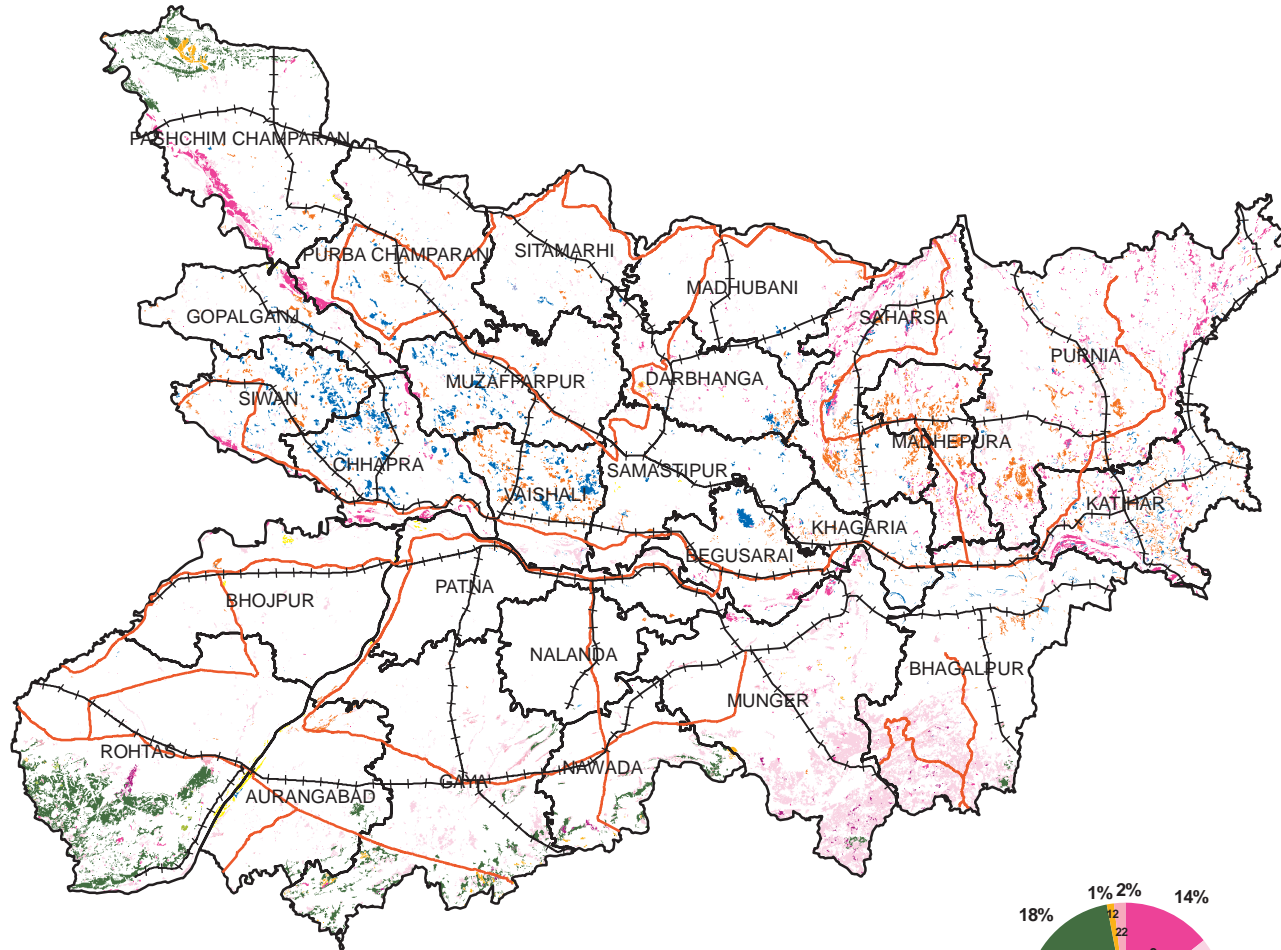 PASHCHIM CHAMPARAN
PURBA CHAMPARAN
SITAMARHI
MADHUBANI
GOPALGANJ
SAHARSA
PURNIA
MUZAFFARPUR
DARBHANGA
SIWAN
MADHEPURA
CHHAPRA
SAMASTIPUR
VAISHALI
KATIHAR
KHAGARIA
BEGUSARAI
PATNA
BHOJPUR
NALANDA
BHAGALPUR
MUNGER
ROHTAS
GAYA
NAWADA
AURANGABAD
1% 2% 14%
18%
12
22